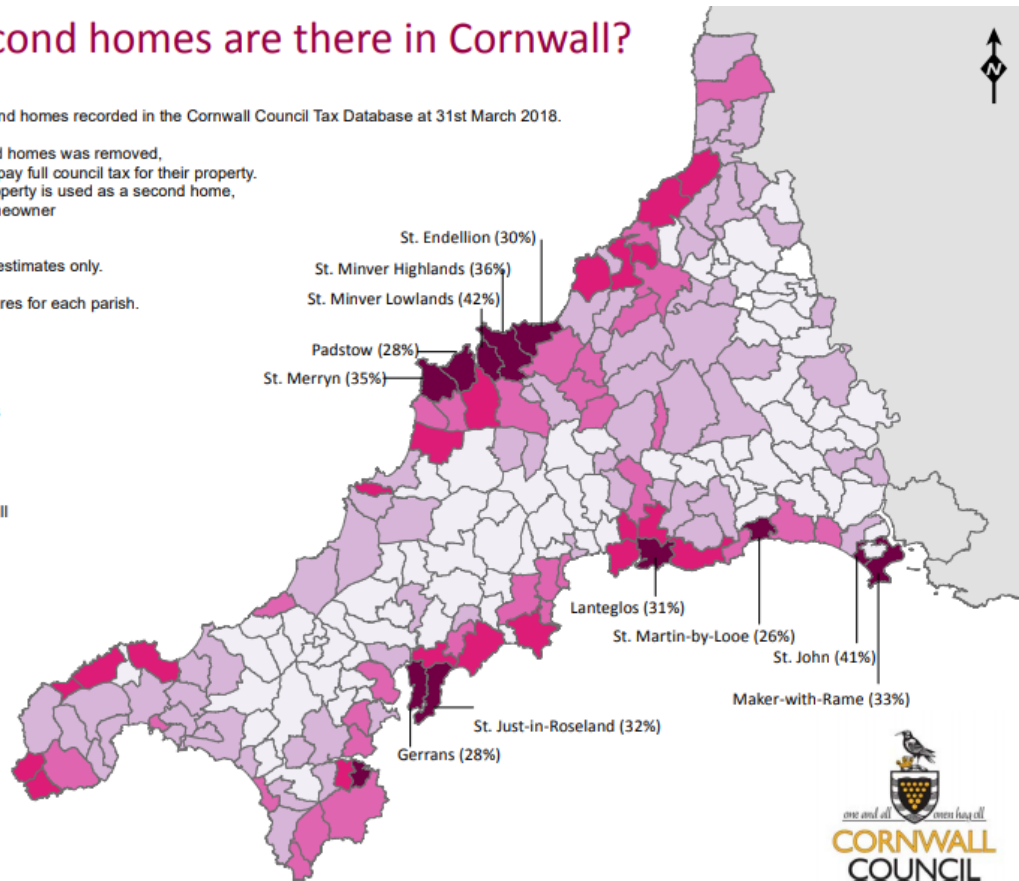 cond homes are there in Cornwall?
nd homes recorded in the Cornwall Council Tax Database at 31st March 2018.
d homes was removed,
pay full council tax for their property.
operty is used as a second home,
meowner
estimates only.
res for each parish.
ll
N
St. Endellion (30%)
St. Minver Highlands (36%)
St. Minver Lowlands (42%)
Padstow (28%)
St. Merryn (35%)
Lanteglos (31%)
St. Martin-by-Looe (26%)
St. John (41%)
Maker-with-Rame (33%)
St. Just-in-Roseland (32%)
Gerrans (28%)
one and all onen hag oll
CORNWALL
COUNCIL